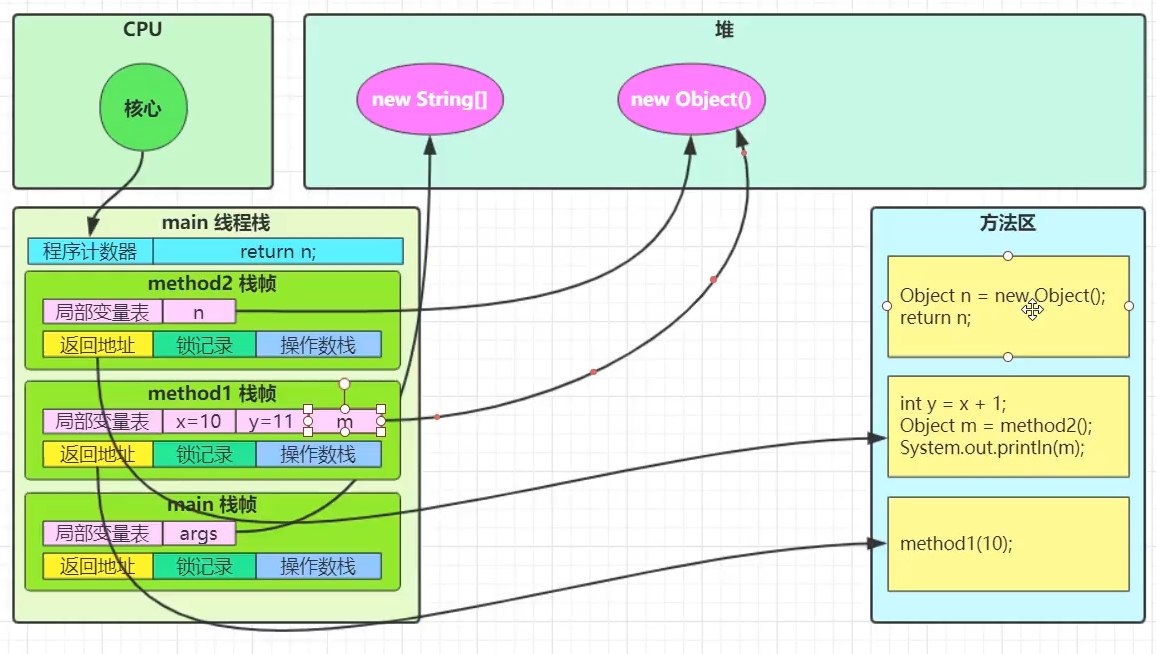 CPU
核心
堆
new String[]
new Object()
main 线程栈
程序计数器
return n;
method2 栈帧
局部变量表
n
返回地址
锁记录
操作数栈
method1 栈帧
局部变量表
x=10
y=11
m
返回地址
锁记录
操作数栈
main 栈帧
局部变量表
args
返回地址
锁记录
操作数栈
方法区
Object n = new Object();
return n;
int y = x + 1;
Object m = method2();
System.out.println(m);
method1(10);